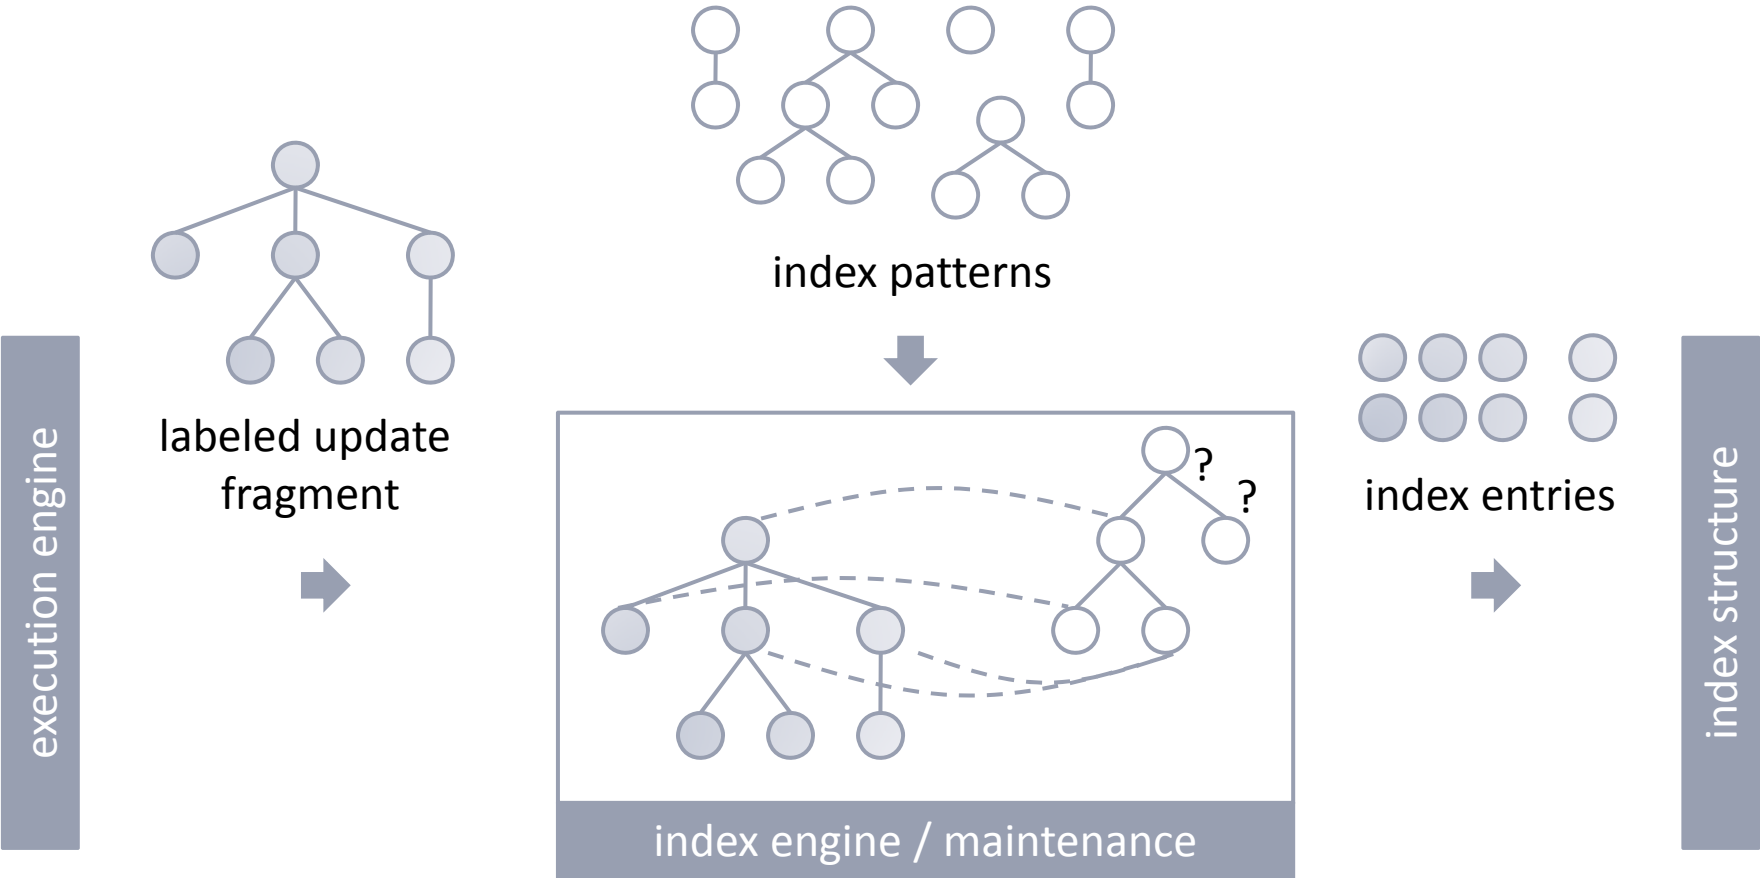 index patterns
labeled update
fragment
execution engine
?
?
index entries
index structure
index engine / maintenance